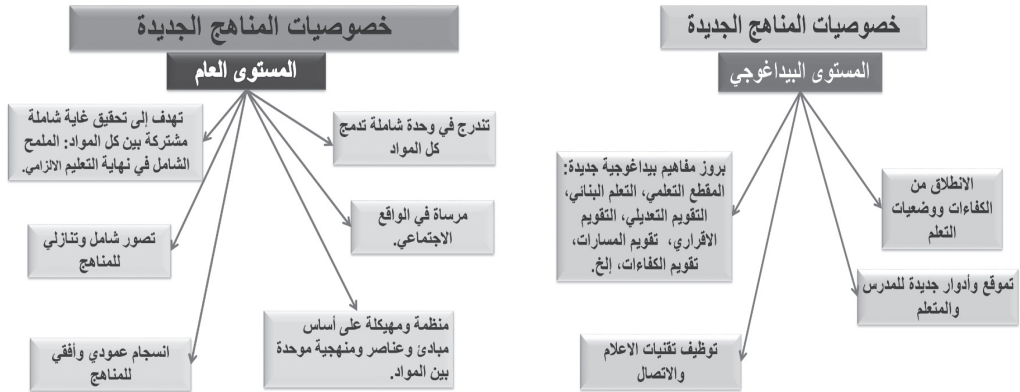 خصوصيات المناهج الجديدة
المستوى البيداغوجي
الانطلاق من
الكفاءات ووضعيات
التعلم
بروز مفاهيم بيداغوجية جديدة:
المقطع التعلمي، التعلم البنائي،
التقويم التعديلي، التقويم
الاقراري، تقويم المسارات،
تقويم الكفاءات، إلخ.
تموقع وأدوار جديدة للمدرس
والمتعلم
توظيف تقنيات الاعلام
والاتصال
خصوصيات المناهج الجديدة
المستوى العام
تندرج في وحدة شاملة تدمج
كل المواد
تهدف إلى تحقيق غاية شاملة
مشتركة بين كل المواد: الملمح
الشامل في نهاية التعليم الالزامي.
مرساة في الواقع
الاجتماعي.
تصور شامل وتنازلي
للمناهج
منظمة ومهيكلة على أساس
مبادئ وعناصر ومنهجية موحدة
بين المواد.
انسجام عمودي وأفقي
للمناهج